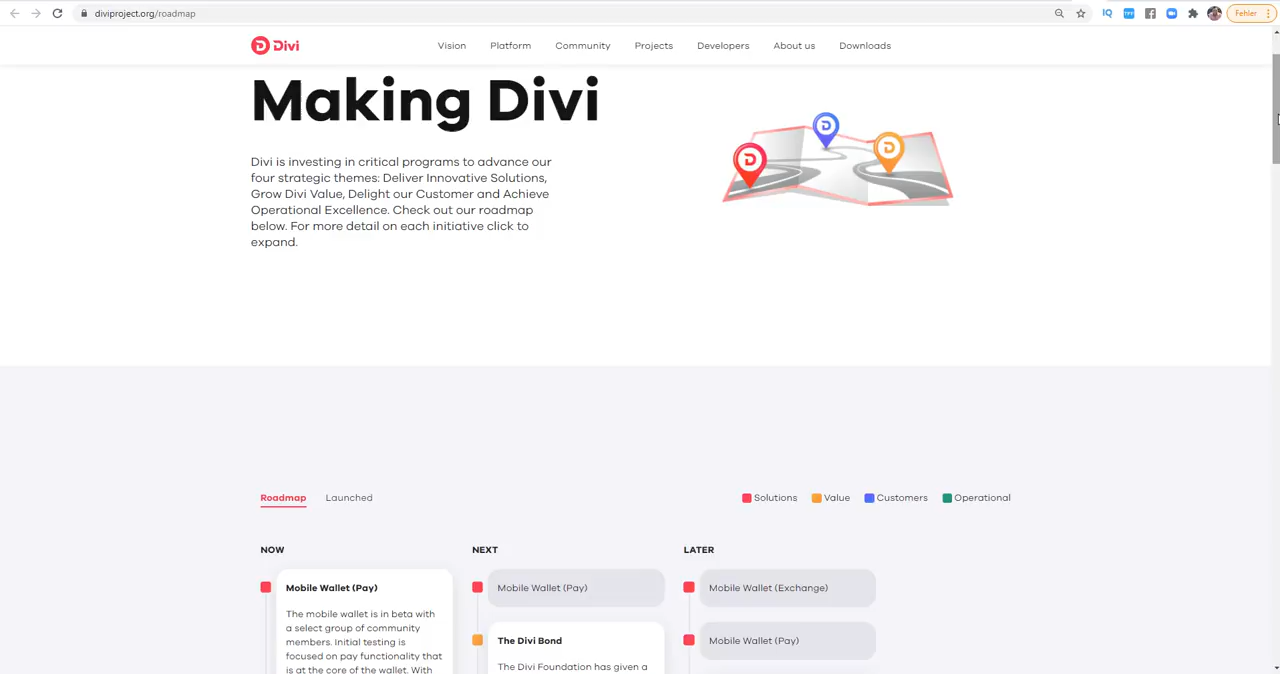 diviproject.org/roadmap
IQ
Fehler
Divi
Vision
Platform
Community
Projects
Developers
About us
Downloads
Making Divi
Divi is investing in critical programs to advance our
four strategic themes: Deliver Innovative Solutions,
Grow Divi Value, Delight our Customer and Achieve
Operational Excellence. Check out our roadmap
below. For more detail on each initiative click to
expand.
Roadmap
Launched
Solutions
Value
Customers
Operational
NOW
NEXT
LATER
Mobile Wallet (Pay)
The mobile wallet is in beta with
a select group of community
members. Initial testing is
focused on pay functionality that
is at the core of the wallet. With
Mobile Wallet (Pay)
The Divi Bond
The Divi Foundation has given a
Mobile Wallet (Exchange)
Mobile Wallet (Pay)